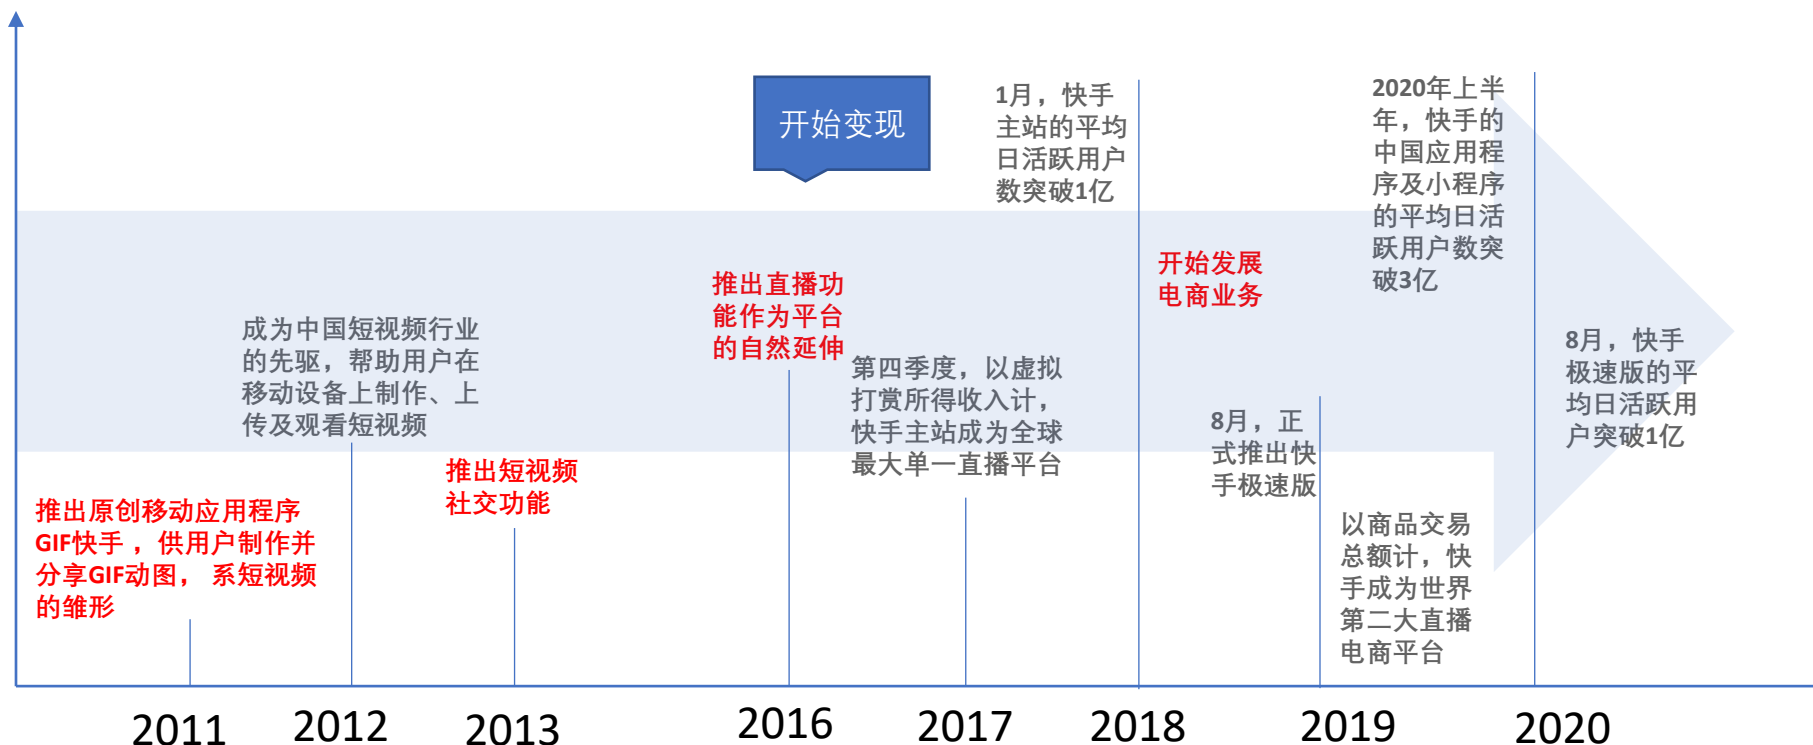 开始变现
1月，快手
主站的平均
日活跃用户
数突破1亿
2020年上半
年，快手的
中国应用程
序及小程序
的平均日活
跃用户数突
破3亿
推出直播功
能作为平台
的自然延伸
开始发展
电商业务
成为中国短视频行业
的先驱，帮助用户在
移动设备上制作、上
传及观看短视频
第四季度，以虚拟
打赏所得收入计，
快手主站成为全球
最大单一直播平台
8月，快手
极速版的平
均日活跃用
户突破1亿
8月，正
式推出快
手极速版
推出短视频
社交功能
推出原创移动应用程序
GIF快手 ，供用户制作并
分享GIF动图， 系短视频
的雏形
以商品交易
总额计，快
手成为世界
第二大直播
电商平台
2011
2012
2013
2016
2017
2018
2019
2020